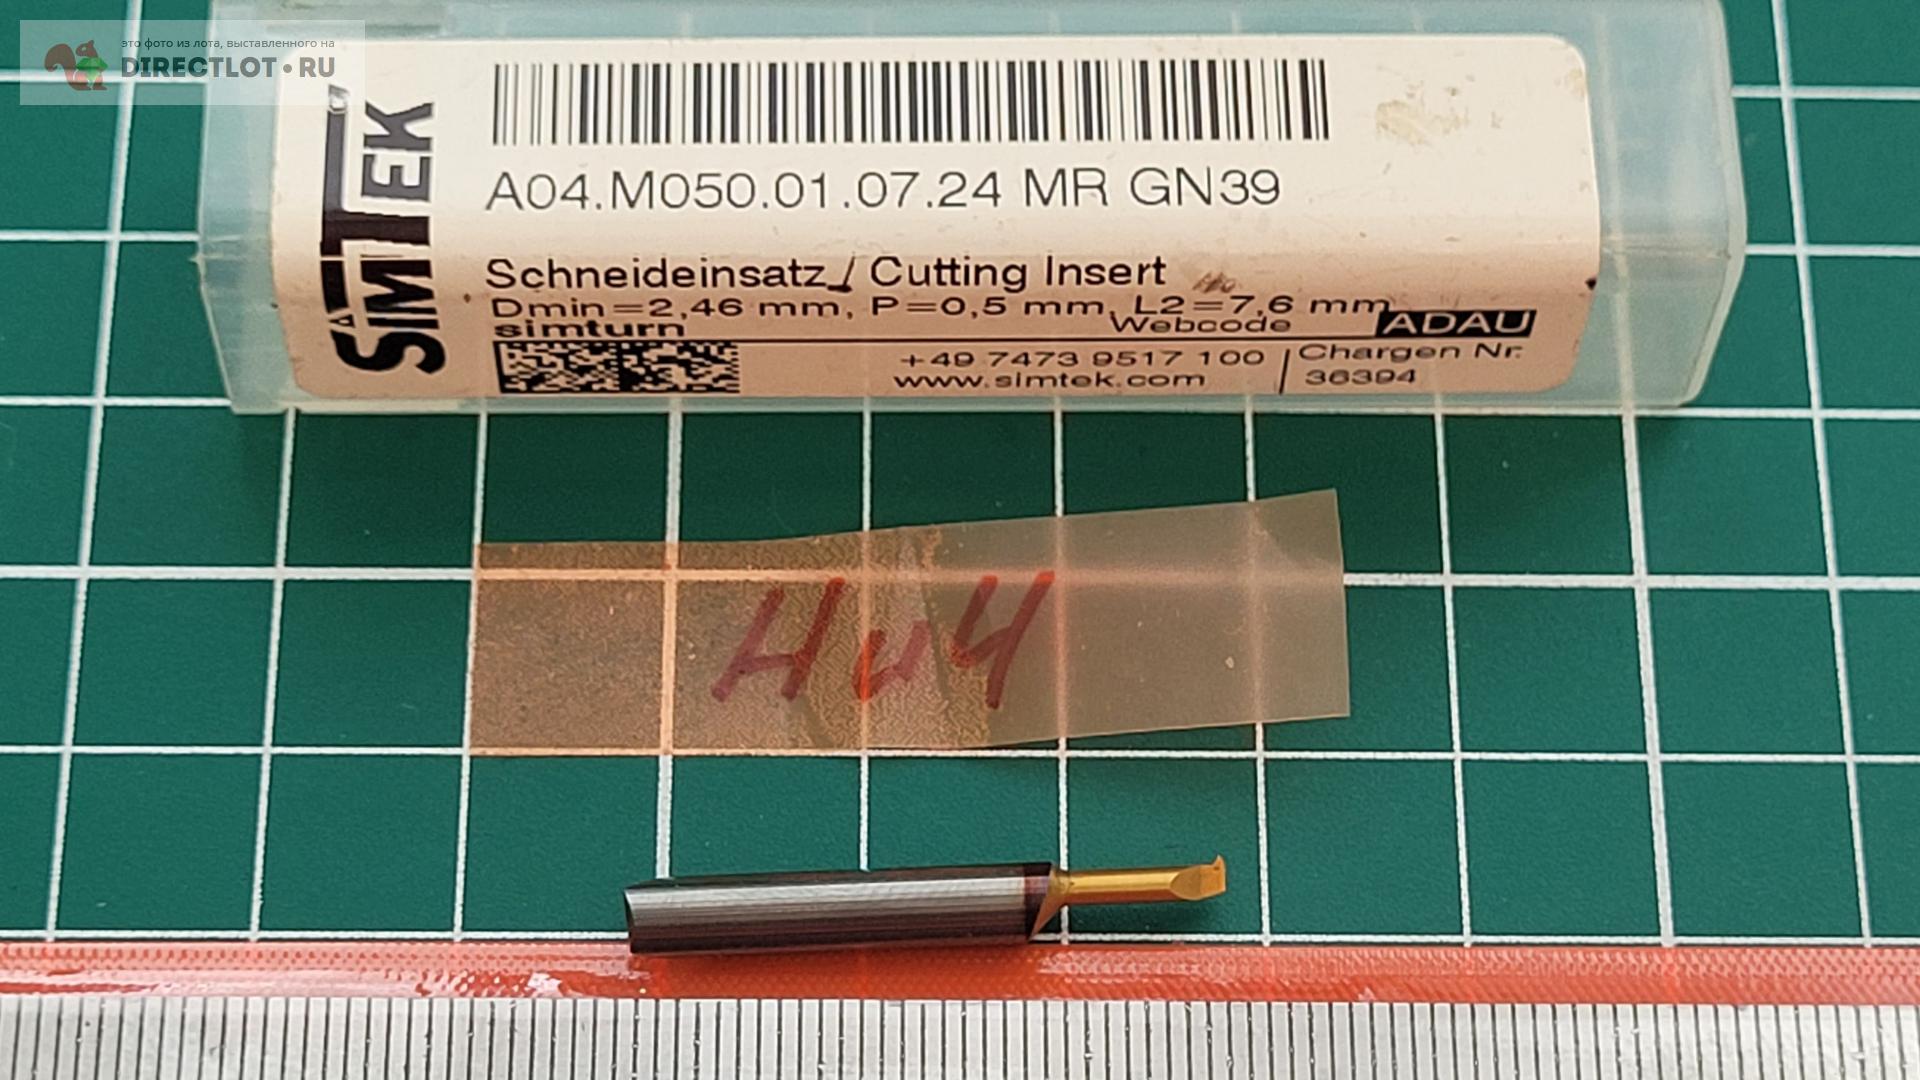 это фото из лота, выставленного на
DIRECTLOT•RU
SIMTEK
A04.M050.01.07.24 MR GN39
Schneideinsatz / Cutting Insert
Dmin=2,46 mm, P=0,5 mm, L2=7,6 mm
simturn Webcode ADAU
+49 7473 9517 100 Chargen Nr.
www.simtek.com 36394